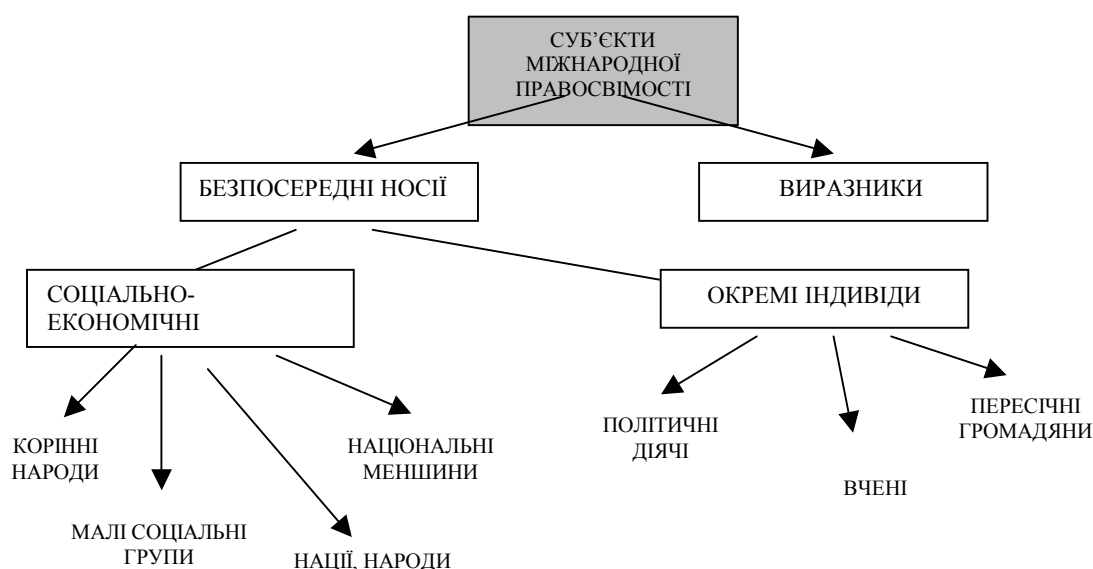 СУБ’ЄКТИ
МІЖНАРОДНОЇ
ПРАВОСВІМОСТІ
БЕЗПОСЕРЕДНІ НОСІЇ
ВИРАЗНИКИ
СОЦІАЛЬНО-
ЕКОНОМІЧНІ
ОКРЕМІ ІНДИВІДИ
КОРІННІ
НАРОДИ
МАЛІ СОЦІАЛЬНІ
ГРУПИ
НАЦІЇ, НАРОДИ
НАЦІОНАЛЬНІ
МЕНШИНИ
ПОЛІТИЧНІ
ДІЯЧІ
ВЧЕНІ
ПЕРЕСІЧНІ
ГРОМАДЯНИ